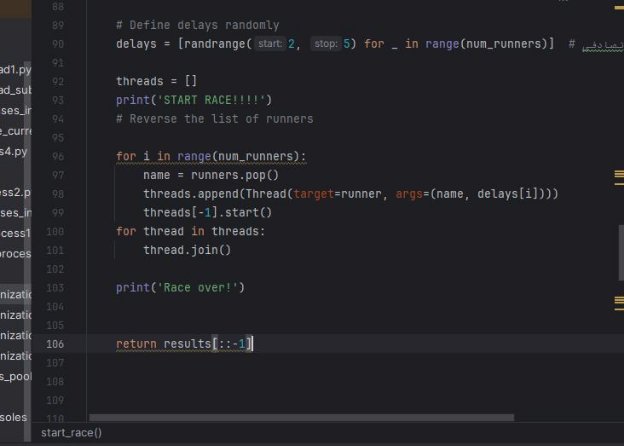 88
89 # Define delays randomly
90 delays = [randrange( start: 2, stop: 5) for _ in range(num_runners)] # تصادفی
91
92 threads = []
93 print('START RACE!!!!')
94 # Reverse the list of runners
95
96 for i in range(num_runners):
97 name = runners.pop()
98 threads.append(Thread(target=runner, args=(name, delays[i])))
99 threads[-1].start()
100 for thread in threads:
101 thread.join()
102
103 print('Race over!')
104
105
106 return results[::-1]
107
108
109
110
ad1.py
ad_sub
ses_in
e_curre
s4.py
ess2.p
ses_in
cess1
proces
nizatio
nizatio
nizatio
nizatio
s_pool
soles
start_race()